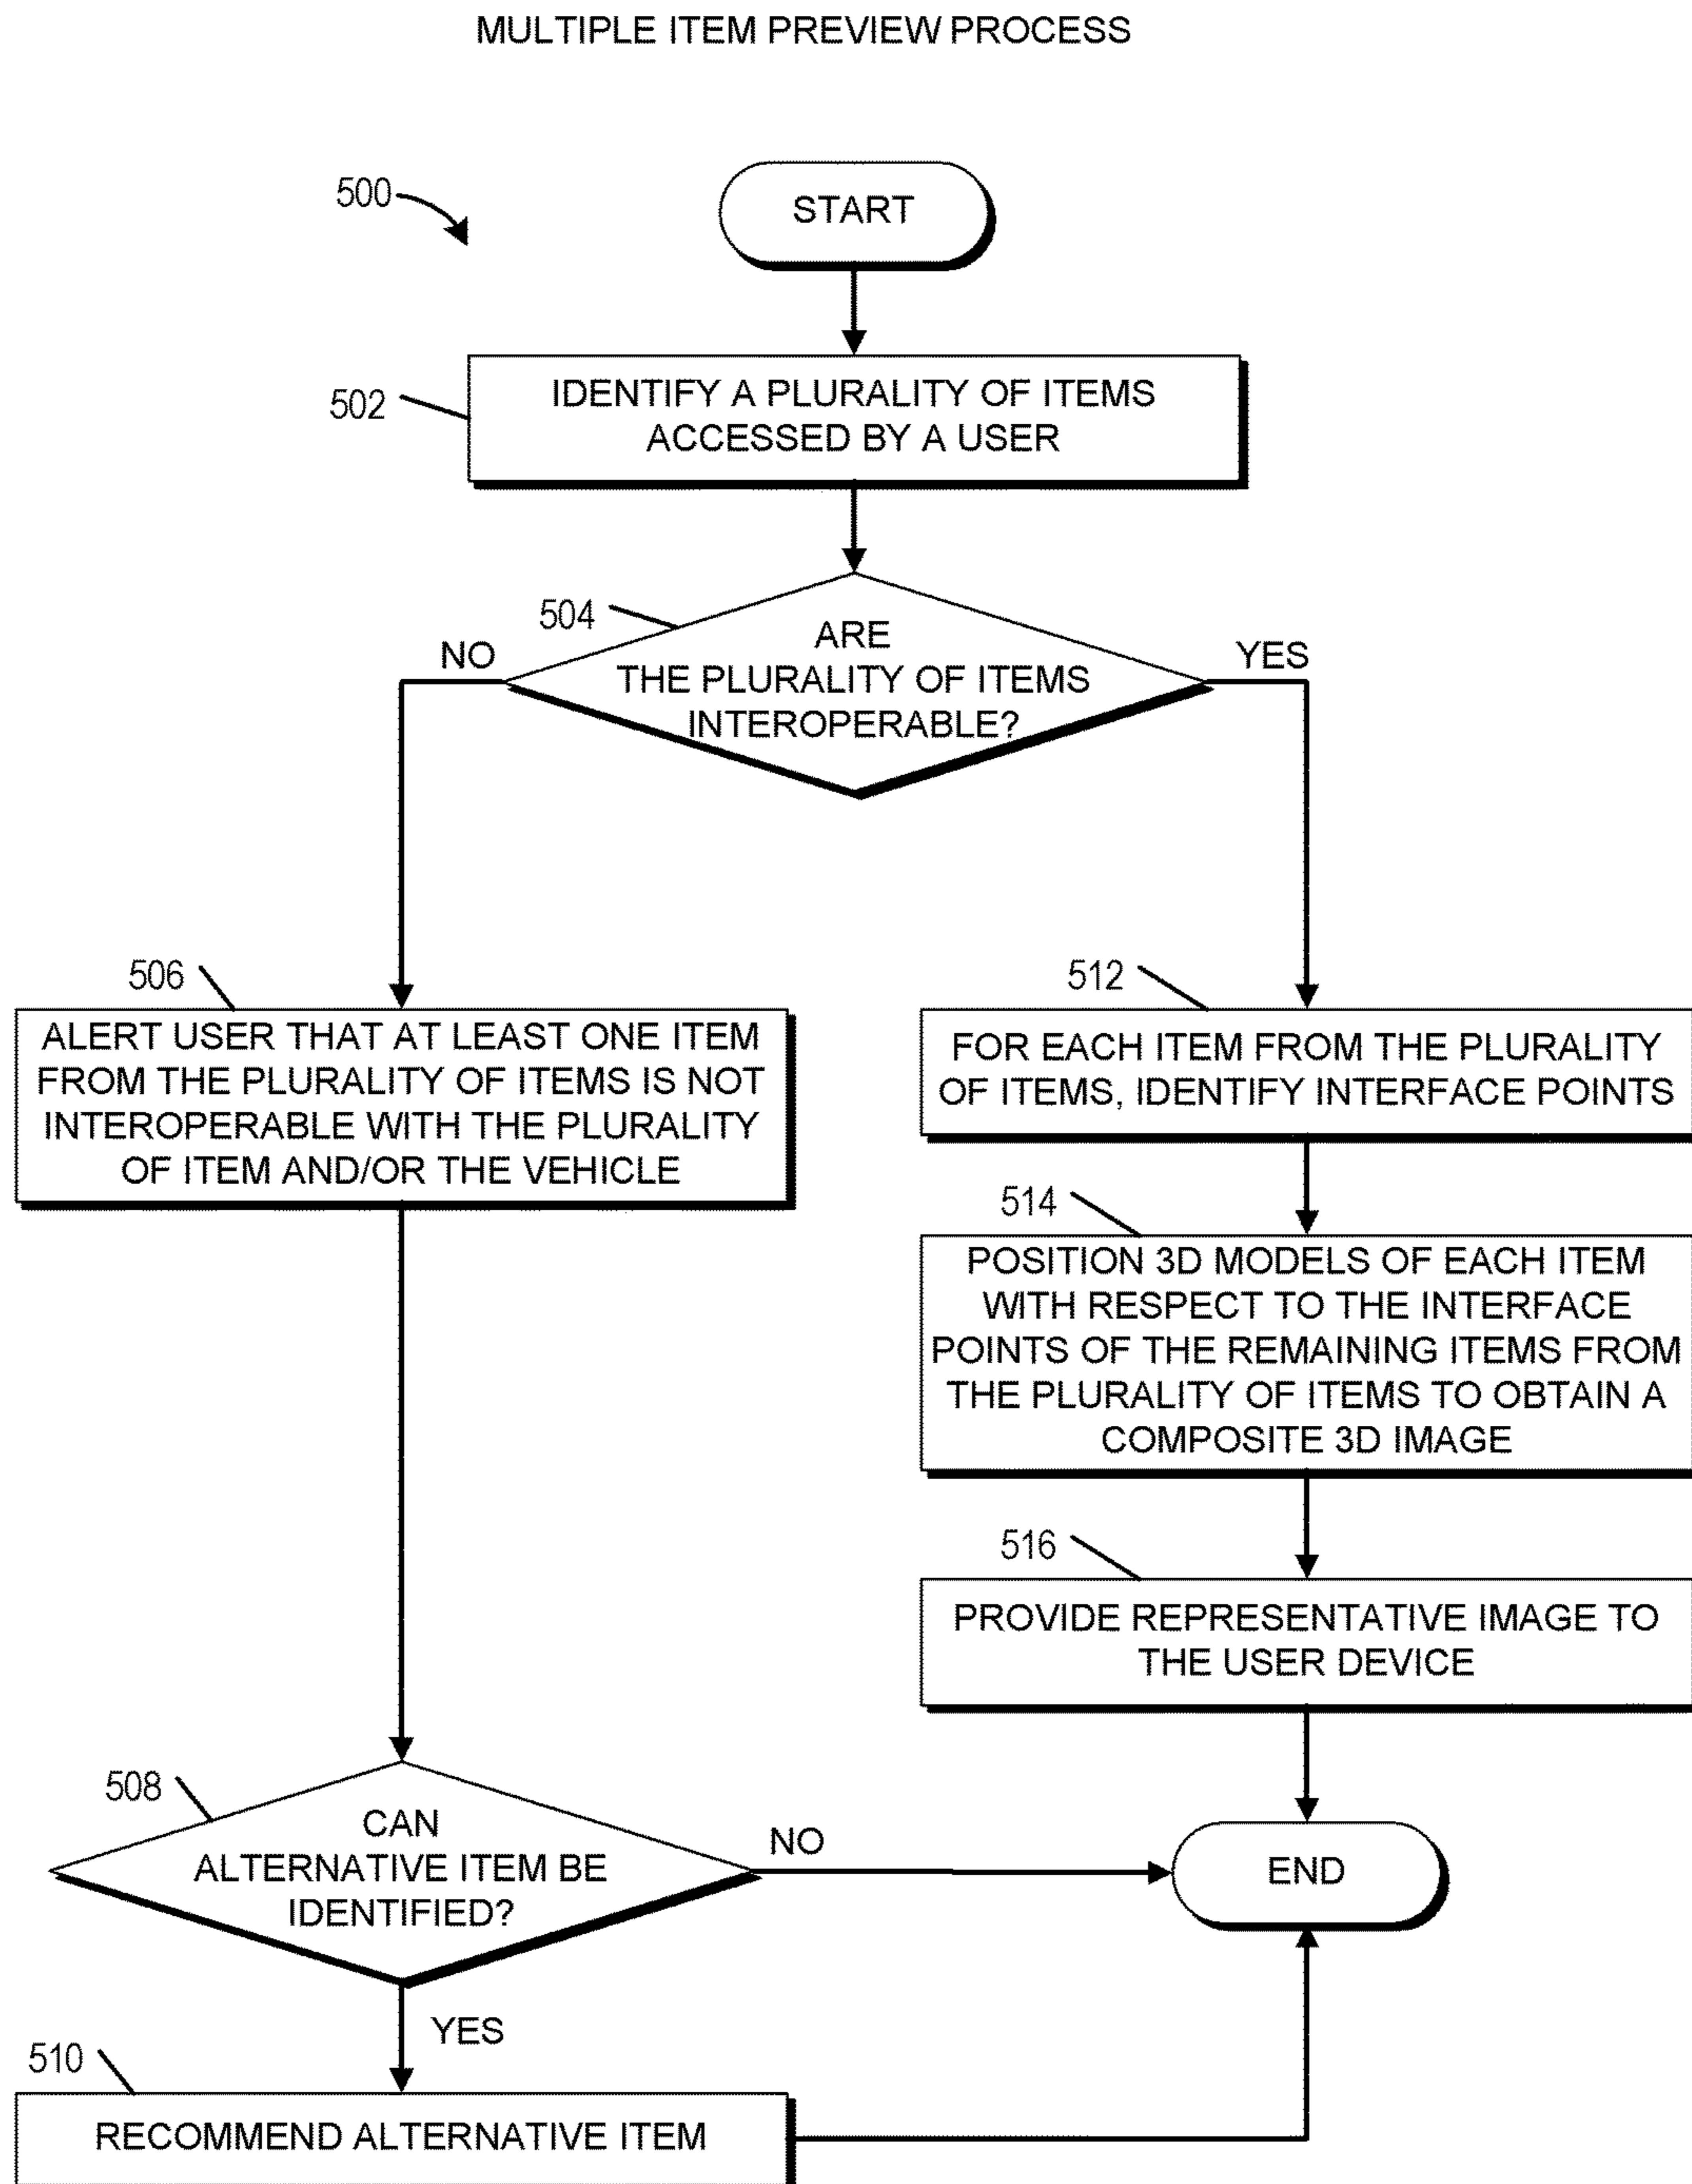 MULTIPLE ITEM PREVIEW PROCESS
500
START
502
IDENTIFY A PLURALITY OF ITEMS
ACCESSED BY A USER
504
ARE
THE PLURALITY OF ITEMS
INTEROPERABLE?
NO
YES
506
ALERT USER THAT AT LEAST ONE ITEM
FROM THE PLURALITY OF ITEMS IS NOT
INTEROPERABLE WITH THE PLURALITY
OF ITEM AND/OR THE VEHICLE
512
FOR EACH ITEM FROM THE PLURALITY
OF ITEMS, IDENTIFY INTERFACE POINTS
514
POSITION 3D MODELS OF EACH ITEM
WITH RESPECT TO THE INTERFACE
POINTS OF THE REMAINING ITEMS FROM
THE PLURALITY OF ITEMS TO OBTAIN A
COMPOSITE 3D IMAGE
516
PROVIDE REPRESENTATIVE IMAGE TO
THE USER DEVICE
508
CAN
ALTERNATIVE ITEM BE
IDENTIFIED?
NO
END
YES
510
RECOMMEND ALTERNATIVE ITEM